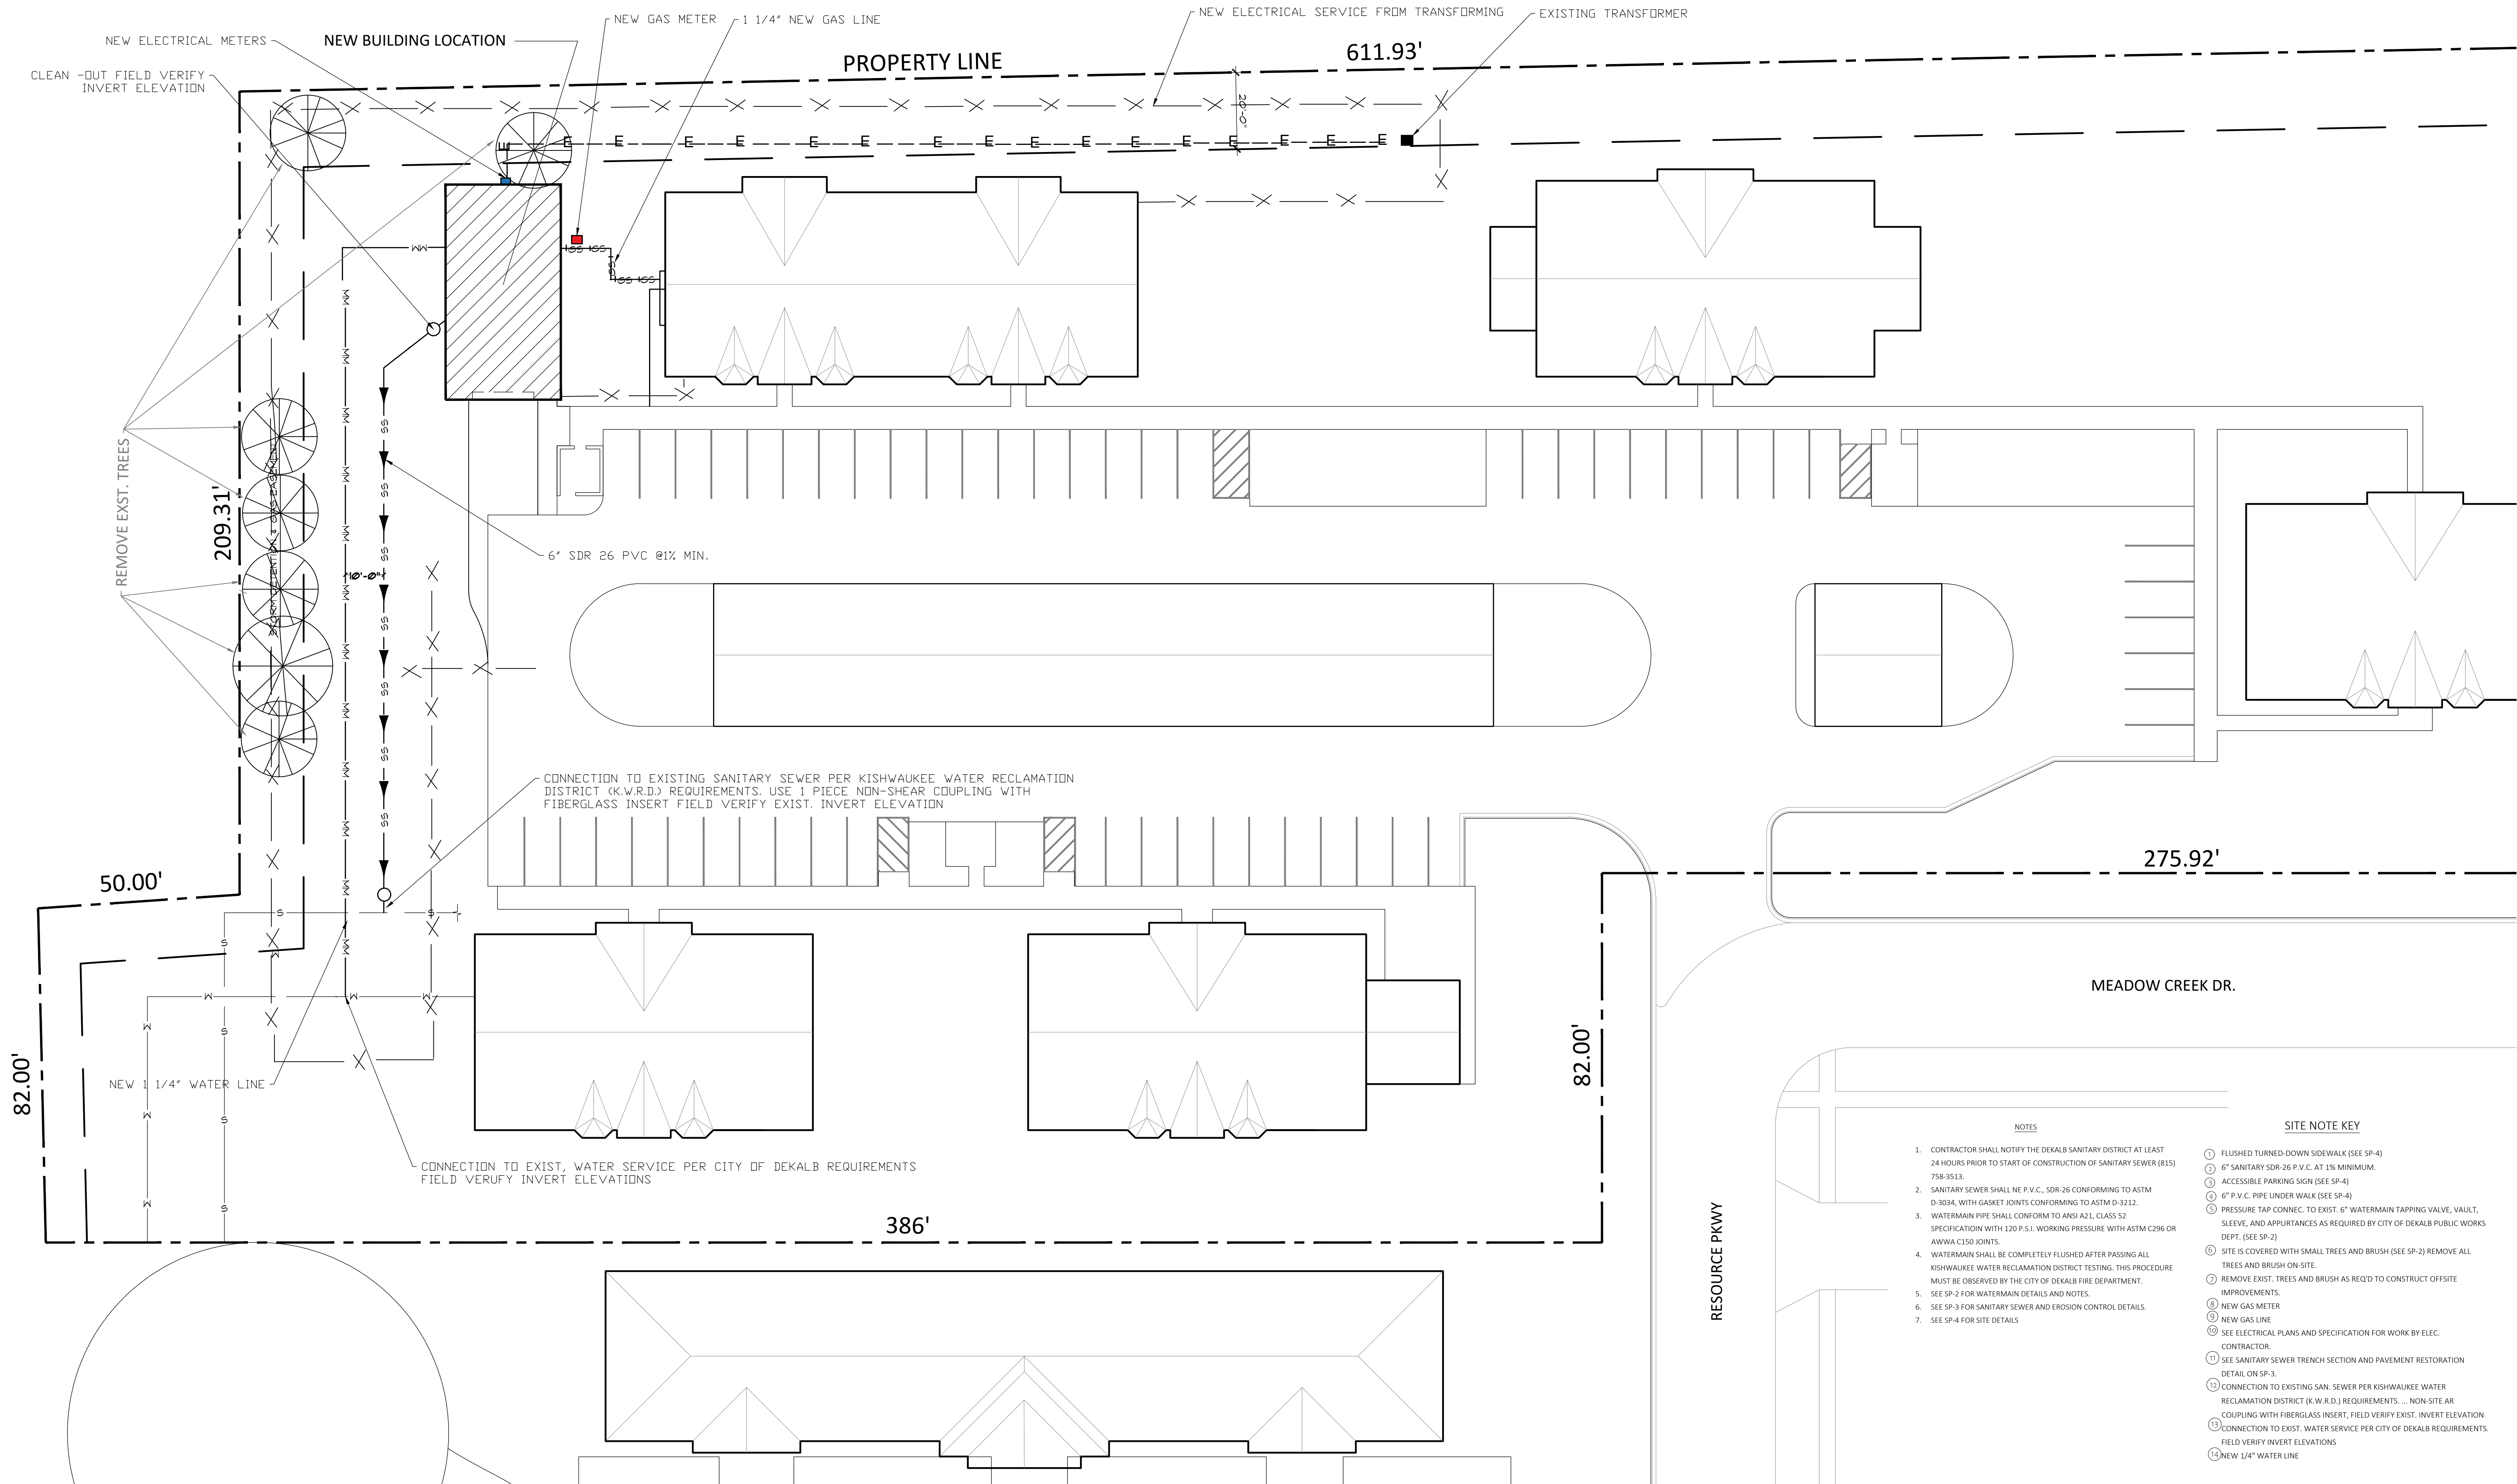 NEW GAS METER
1 1/4" NEW GAS LINE
NEW ELECTRICAL SERVICE FROM TRANSFORMING
EXISTING TRANSFORMER
NEW ELECTRICAL METERS
NEW BUILDING LOCATION
PROPERTY LINE
611.93'
CLEAN -OUT FIELD VERIFY
INVERT ELEVATION
20'-0"
E E E E E E E E E E E E E E E E E
E
WW
REMOVE EXIST. TREES
209.31'
STORM DETENTION & GAS EASEMENT
10'-0"
SS SS SS SS SS SS SS
6" SDR 26 PVC @1% MIN.
CONNECTION TO EXISTING SANITARY SEWER PER KISHWAUKEE WATER RECLAMATION
DISTRICT (K.W.R.D.) REQUIREMENTS. USE 1 PIECE NON-SHEAR COUPLING WITH
FIBERGLASS INSERT FIELD VERIFY EXIST. INVERT ELEVATION
50.00'
275.92'
S S
S S S S
W W W
W W W W
MEADOW CREEK DR.
82.00'
82.00'
NEW 1 1/4" WATER LINE
CONNECTION TO EXIST, WATER SERVICE PER CITY OF DEKALB REQUIREMENTS
FIELD VERUFY INVERT ELEVATIONS
386'
RESOURCE PKWY
NOTES
1. CONTRACTOR SHALL NOTIFY THE DEKALB SANITARY DISTRICT AT LEAST
24 HOURS PRIOR TO START OF CONSTRUCTION OF SANITARY SEWER (815)
758-3513.
2. SANITARY SEWER SHALL NE P.V.C., SDR-26 CONFORMING TO ASTM
D-3034, WITH GASKET JOINTS CONFORMING TO ASTM D-3212.
3. WATERMAIN PIPE SHALL CONFORM TO ANSI A21, CLASS 52
SPECIFICATIOIN WITH 120 P.S.I. WORKING PRESSURE WITH ASTM C296 OR
AWWA C150 JOINTS.
4. WATERMAIN SHALL BE COMPLETELY FLUSHED AFTER PASSING ALL
KISHWAUKEE WATER RECLAMATION DISTRICT TESTING. THIS PROCEDURE
MUST BE OBSERVED BY THE CITY OF DEKALB FIRE DEPARTMENT.
5. SEE SP-2 FOR WATERMAIN DETAILS AND NOTES.
6. SEE SP-3 FOR SANITARY SEWER AND EROSION CONTROL DETAILS.
7. SEE SP-4 FOR SITE DETAILS
SITE NOTE KEY
1 FLUSHED TURNED-DOWN SIDEWALK (SEE SP-4)
2 6" SANITARY SDR-26 P.V.C. AT 1% MINIMUM.
3 ACCESSIBLE PARKING SIGN (SEE SP-4)
4 6" P.V.C. PIPE UNDER WALK (SEE SP-4)
5 PRESSURE TAP CONNEC. TO EXIST. 6" WATERMAIN TAPPING VALVE, VAULT,
SLEEVE, AND APPURTANCES AS REQUIRED BY CITY OF DEKALB PUBLIC WORKS
DEPT. (SEE SP-2)
6 SITE IS COVERED WITH SMALL TREES AND BRUSH (SEE SP-2) REMOVE ALL
TREES AND BRUSH ON-SITE.
7 REMOVE EXIST. TREES AND BRUSH AS REQ'D TO CONSTRUCT OFFSITE
IMPROVEMENTS.
8 NEW GAS METER
9 NEW GAS LINE
10 SEE ELECTRICAL PLANS AND SPECIFICATION FOR WORK BY ELEC.
CONTRACTOR.
11 SEE SANITARY SEWER TRENCH SECTION AND PAVEMENT RESTORATION
DETAIL ON SP-3.
12 CONNECTION TO EXISTING SAN. SEWER PER KISHWAUKEE WATER
RECLAMATION DISTRICT (K.W.R.D.) REQUIREMENTS. ... NON-SITE AR
COUPLING WITH FIBERGLASS INSERT, FIELD VERIFY EXIST. INVERT ELEVATION
13 CONNECTION TO EXIST. WATER SERVICE PER CITY OF DEKALB REQUIREMENTS.
FIELD VERIFY INVERT ELEVATIONS
14 NEW 1/4" WATER LINE